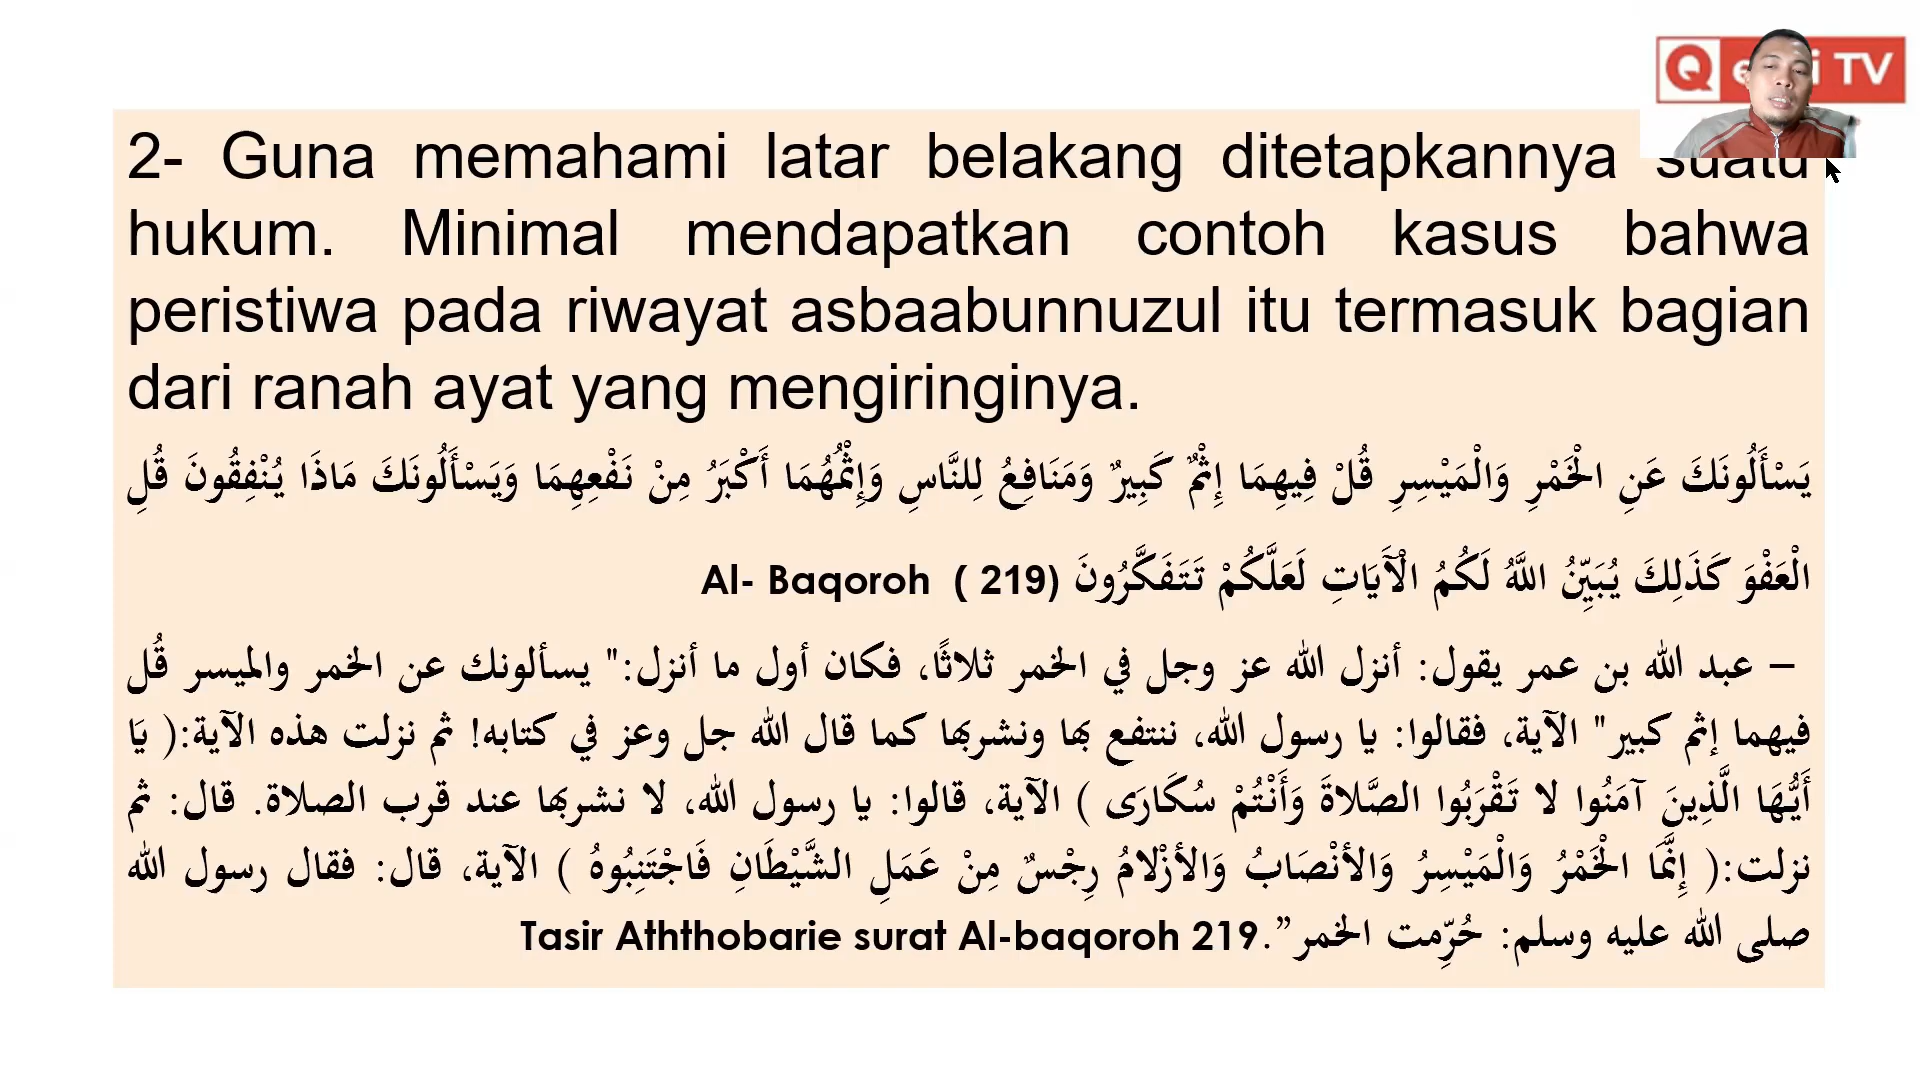 Q TV
2- Guna memahami latar belakang ditetapkannya suatu
hukum. Minimal mendapatkan contoh kasus bahwa
peristiwa pada riwayat asbaabunnuzul itu termasuk bagian
dari ranah ayat yang mengiringinya.
يَسْأَلُونَكَ عَنِ الْخَمْرِ وَالْمَيْسِرِ قُلْ فِيهِمَا إِثْمٌ كَبِيرٌ وَمَنَافِعُ لِلنَّاسِ وَإِثْمُهُمَا أَكْبَرُ مِنْ نَفْعِهِمَا وَيَسْأَلُونَكَ مَاذَا يُنْفِقُونَ قُلِ
الْعَفْوَ كَذَلِكَ يُبَيِّنُ اللَّهُ لَكُمُ الْآيَاتِ لَعَلَّكُمْ تَتَفَكَّرُونَ (219 ) Al- Baqoroh
– عبد الله بن عمر يقول: أنزل الله عز وجل في الخمر ثلاثًا، فكان أول ما أنزل:" يسألونك عن الخمر والميسر قُل
فيهما إثم كبير" الآية، فقالوا: يا رسول الله، ننتفع بها ونشربها كما قال الله جل وعز في كتابه! ثم نزلت هذه الآية:( يَا
أَيُّهَا الَّذِينَ آمَنُوا لا تَقْرَبُوا الصَّلاةَ وَأَنْتُمْ سُكَارَى ) الآية، قالوا: يا رسول الله، لا نشربها عند قرب الصلاة. قال: ثم
نزلت:( إِنَّمَا الْخَمْرُ وَالْمَيْسِرُ وَالأنْصَابُ وَالأزْلامُ رِجْسٌ مِنْ عَمَلِ الشَّيْطَانِ فَاجْتَنِبُوهُ ) الآية، قال: فقال رسول الله
صلى الله عليه وسلم: حُرِّمت الخمر”.Tasir Aththobarie surat Al-baqoroh 219